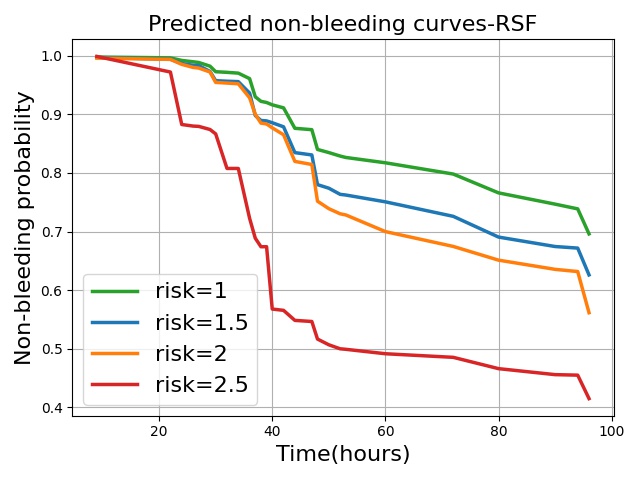 Predicted non-bleeding curves-RSF
Non-bleeding probability
1.0
0.9
0.8
0.7
0.6
0.5
0.4
risk=1
risk=1.5
risk=2
risk=2.5
20 40 60 80 100
Time(hours)